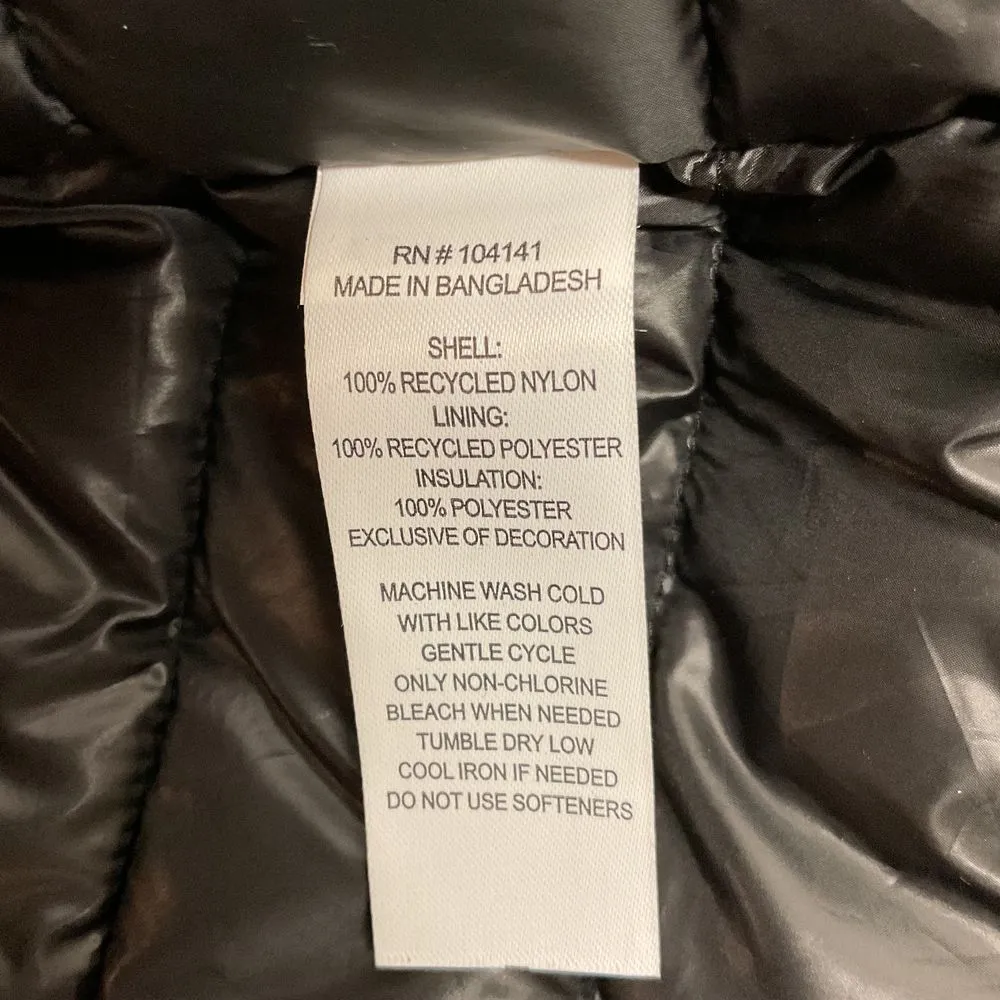 RN # 104141
MADE IN BANGLADESH
SHELL:
100% RECYCLED NYLON
LINING:
100% RECYCLED POLYESTER
INSULATION:
100% POLYESTER
EXCLUSIVE OF DECORATION
MACHINE WASH COLD
WITH LIKE COLORS
GENTLE CYCLE
ONLY NON-CHLORINE
BLEACH WHEN NEEDED
TUMBLE DRY LOW
COOL IRON IF NEEDED
DO NOT USE SOFTENERS